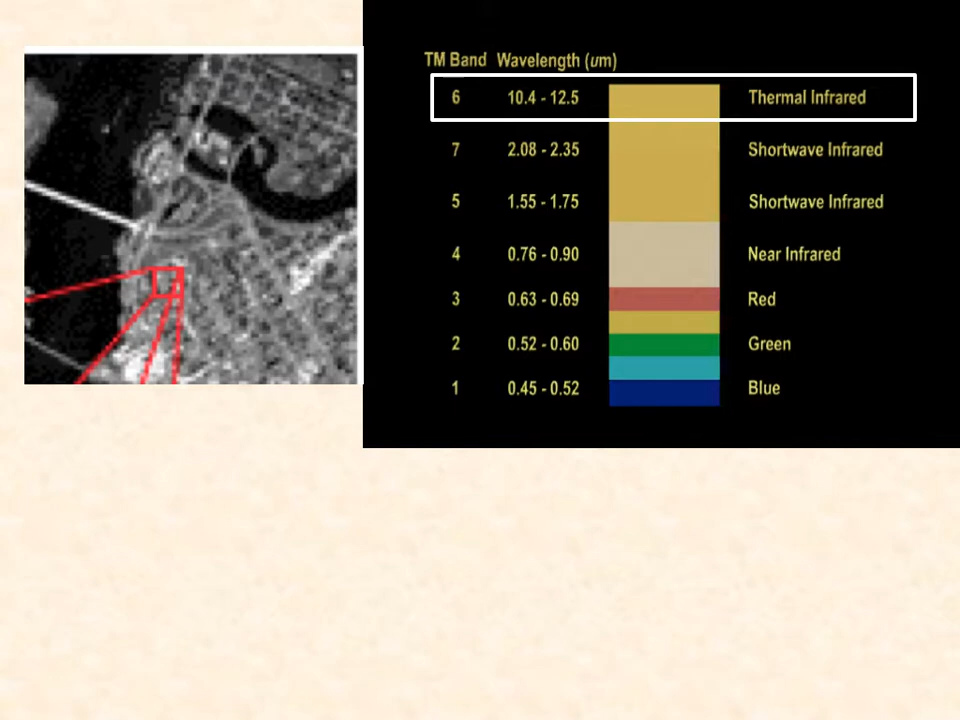 TM Band Wavelength (um)
6 10.4 - 12.5 Thermal Infrared
7 2.08 - 2.35 Shortwave Infrared
5 1.55 - 1.75 Shortwave Infrared
4 0.76 - 0.90 Near Infrared
3 0.63 - 0.69 Red
2 0.52 - 0.60 Green
1 0.45 - 0.52 Blue